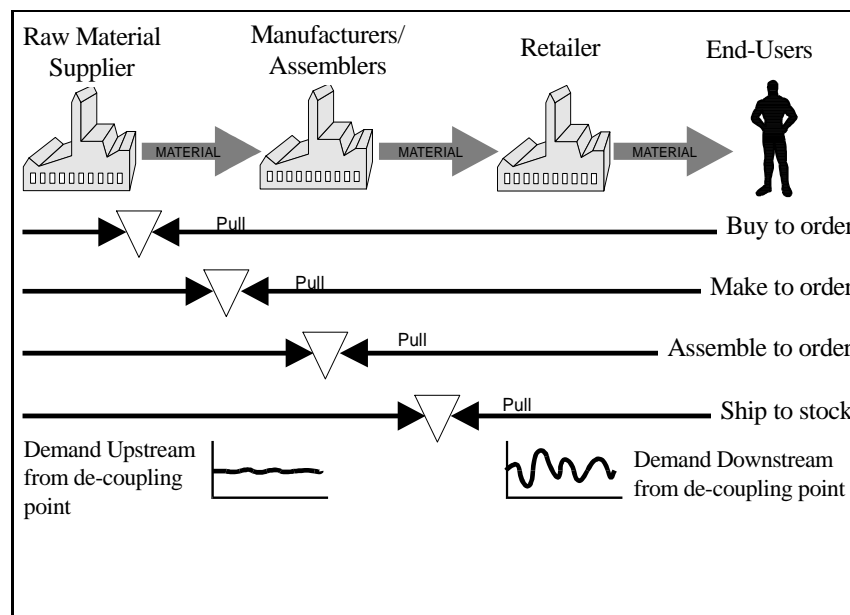 Raw Material
Supplier
Manufacturers/
Assemblers
Retailer
End-Users
MATERIAL
MATERIAL
MATERIAL
Pull
Buy to order
Pull
Make to order
Pull
Assemble to order
Pull
Ship to stock
Demand Upstream
from de-coupling
point
Demand Downstream
from de-coupling point